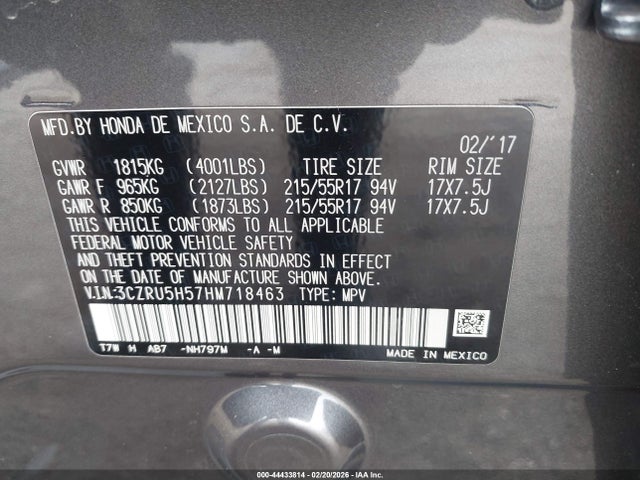 MFD.BY HONDA DE MEXICO S.A. DE C.V.
02/'17
GVWR 1815KG (4001LBS) TIRE SIZE RIM SIZE
GAWR F 965KG (2127LBS) 215/55R17 94V 17X7.5J
GAWR R 850KG (1873LBS) 215/55R17 94V 17X7.5J
THIS VEHICLE CONFORMS TO ALL APPLICABLE
FEDERAL MOTOR VEHICLE SAFETY
AND THEFT PREVENTION STANDARDS IN EFFECT
ON THE DATE OF MANUFACTURE SHOWN ABOVE.
V.I.N:3CZRU5H57HM718463 TYPE: MPV
T7W H AB7 -NH797M -A -M
MADE IN MEXICO
000-44433814 - 02/20/2026 - IAA Inc.